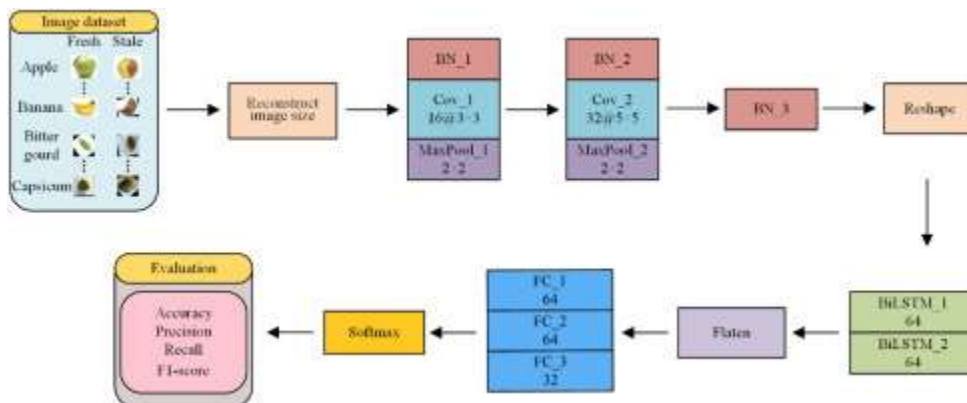 Image dataset
Fresh Stale
Apple
Banana
Bitter
gourd
Capsicum
Reconstruct
image size
BN_1
Cov_1
16@3·3
MaxPool_1
2·2
BN_2
Cov_2
32@5·5
MaxPool_2
2·2
BN_3
Reshape
BiLSTM_1
64
BiLSTM_2
64
Flaten
FC_1
64
FC_2
64
FC_3
32
Softmax
Evaluation
Accuracy
Precision
Recall
F1-score